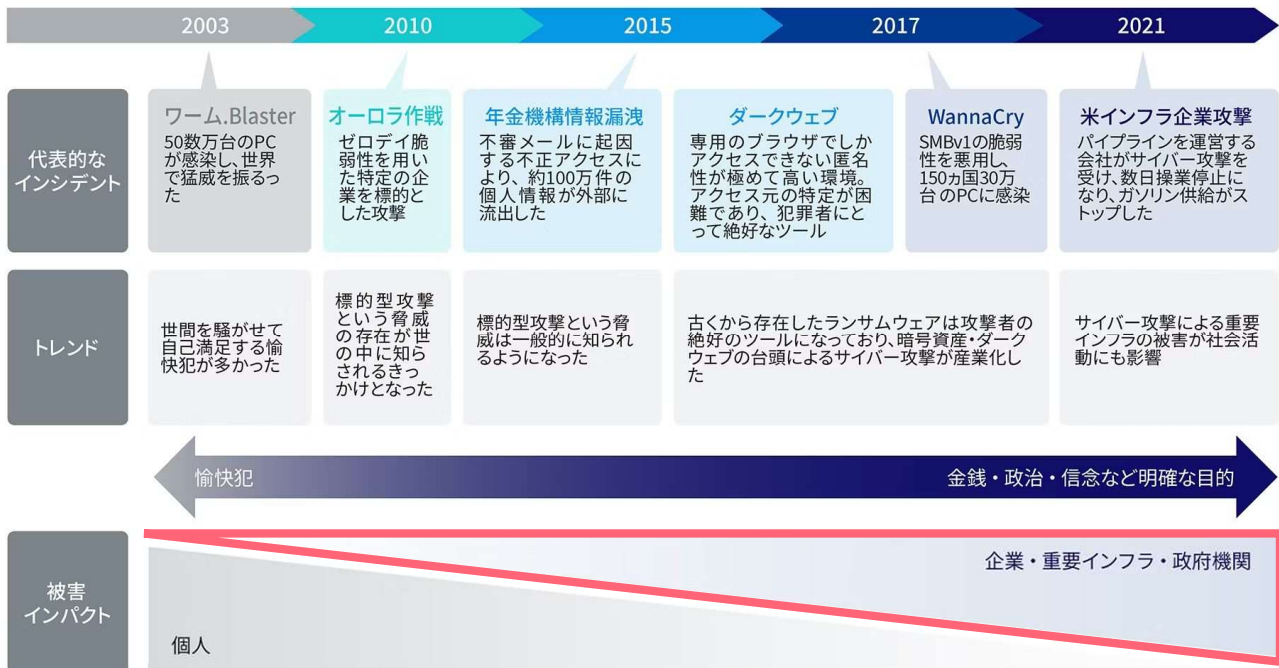 2003
2010
2015
2017
2021
代表的な
インシデント
ワーム.Blaster
50数万台のPC
が感染し、世界
で猛威を振るっ
た
オーロラ作戦
ゼロデイ脆
弱性を用い
た特定の企
業を標的と
した攻撃
年金機構情報漏洩
不審メールに起因
する不正アクセスに
より、約100万件の
個人情報が外部に
流出した
ダークウェブ
専用のブラウザでしか
アクセスできない匿名
性が極めて高い環境。
アクセス元の特定が困
難であり、犯罪者にと
って絶好なツール
WannaCry
SMBv1の脆弱
性を悪用し、
150ヵ国30万
台のPCに感染
米インフラ企業攻撃
パイプラインを運営する
会社がサイバー攻撃を
受け、数日操業停止に
なり、ガソリン供給がス
トップした
トレンド
世間を騒がせて
自己満足する愉
快犯が多かった
標的型攻撃
という脅威
の存在が世
の中に知ら
されるきっ
かけとなった
標的型攻撃という脅
威は一般的に知られ
るようになった
古くから存在したランサムウェアは攻撃者の
絶好のツールになっており、暗号資産・ダーク
ウェブの台頭によるサイバー攻撃が産業化し
た
サイバー攻撃による重要
インフラの被害が社会活
動にも影響
愉快犯
金銭・政治・信念など明確な目的
被害
インパクト
企業・重要インフラ・政府機関
個人